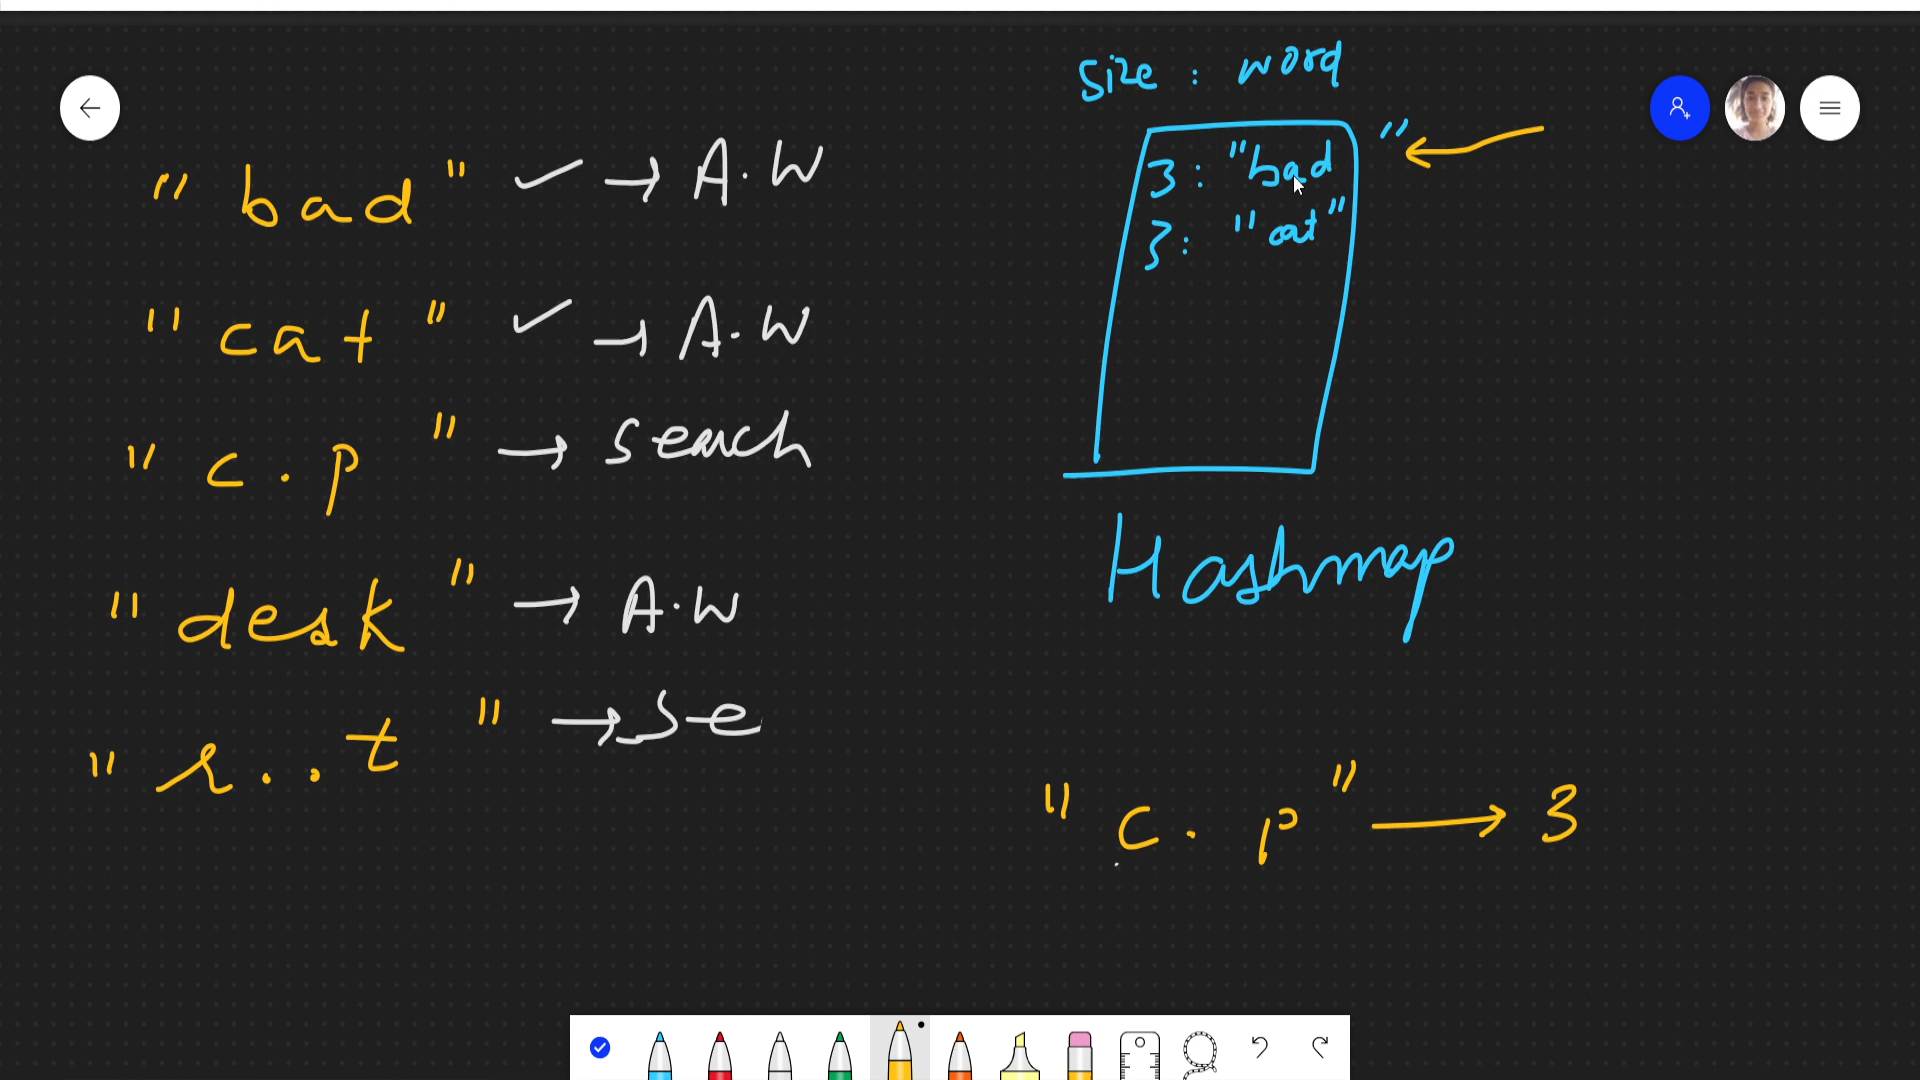 "bad" ✓ → A.W
"cat" ✓ → A.W
"c.p" → search
"desk" → A.W
"r..t" → se
size : word
3 : "bad"
3 : "cat"
Hashmap
"c.p" → 3